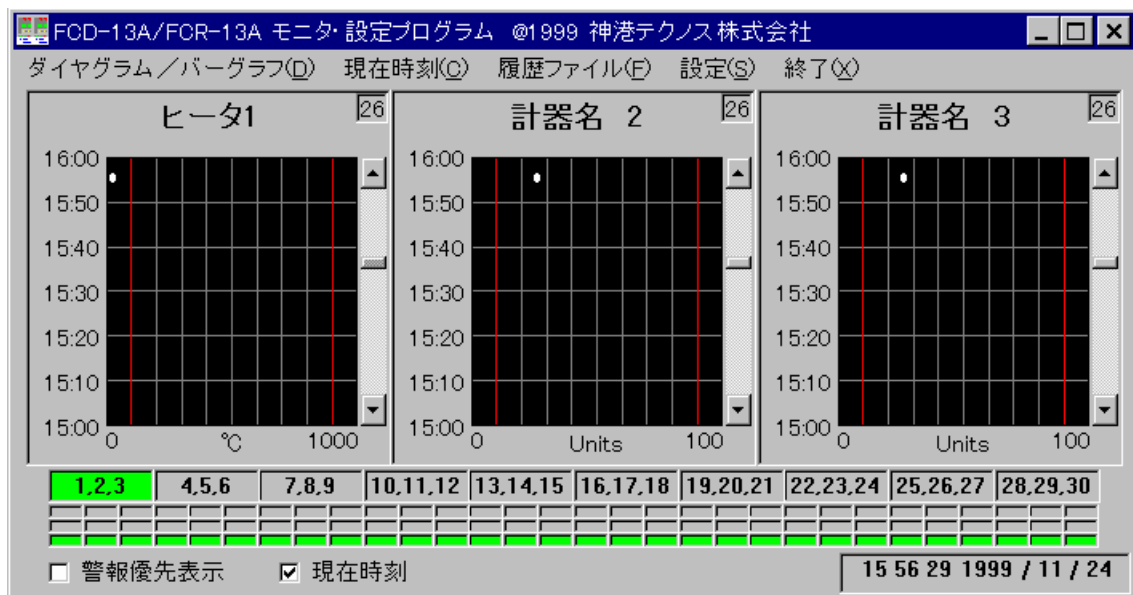 FCD-13A/FCR-13A モニタ・設定プログラム @1999 神港テクノス株式会社
ダイヤグラム／バーグラフ(D) 現在時刻(C) 履歴ファイル(F) 設定(S) 終了(X)
ヒータ1 26
16:00
15:50
15:40
15:30
15:20
15:10
15:00
0 ℃ 1000
計器名 2 26
16:00
15:50
15:40
15:30
15:20
15:10
15:00
0 Units 100
計器名 3 26
16:00
15:50
15:40
15:30
15:20
15:10
15:00
0 Units 100
1,2,3 4,5,6 7,8,9 10,11,12 13,14,15 16,17,18 19,20,21 22,23,24 25,26,27 28,29,30
警報優先表示 現在時刻 15 56 29 1999 / 11 / 24